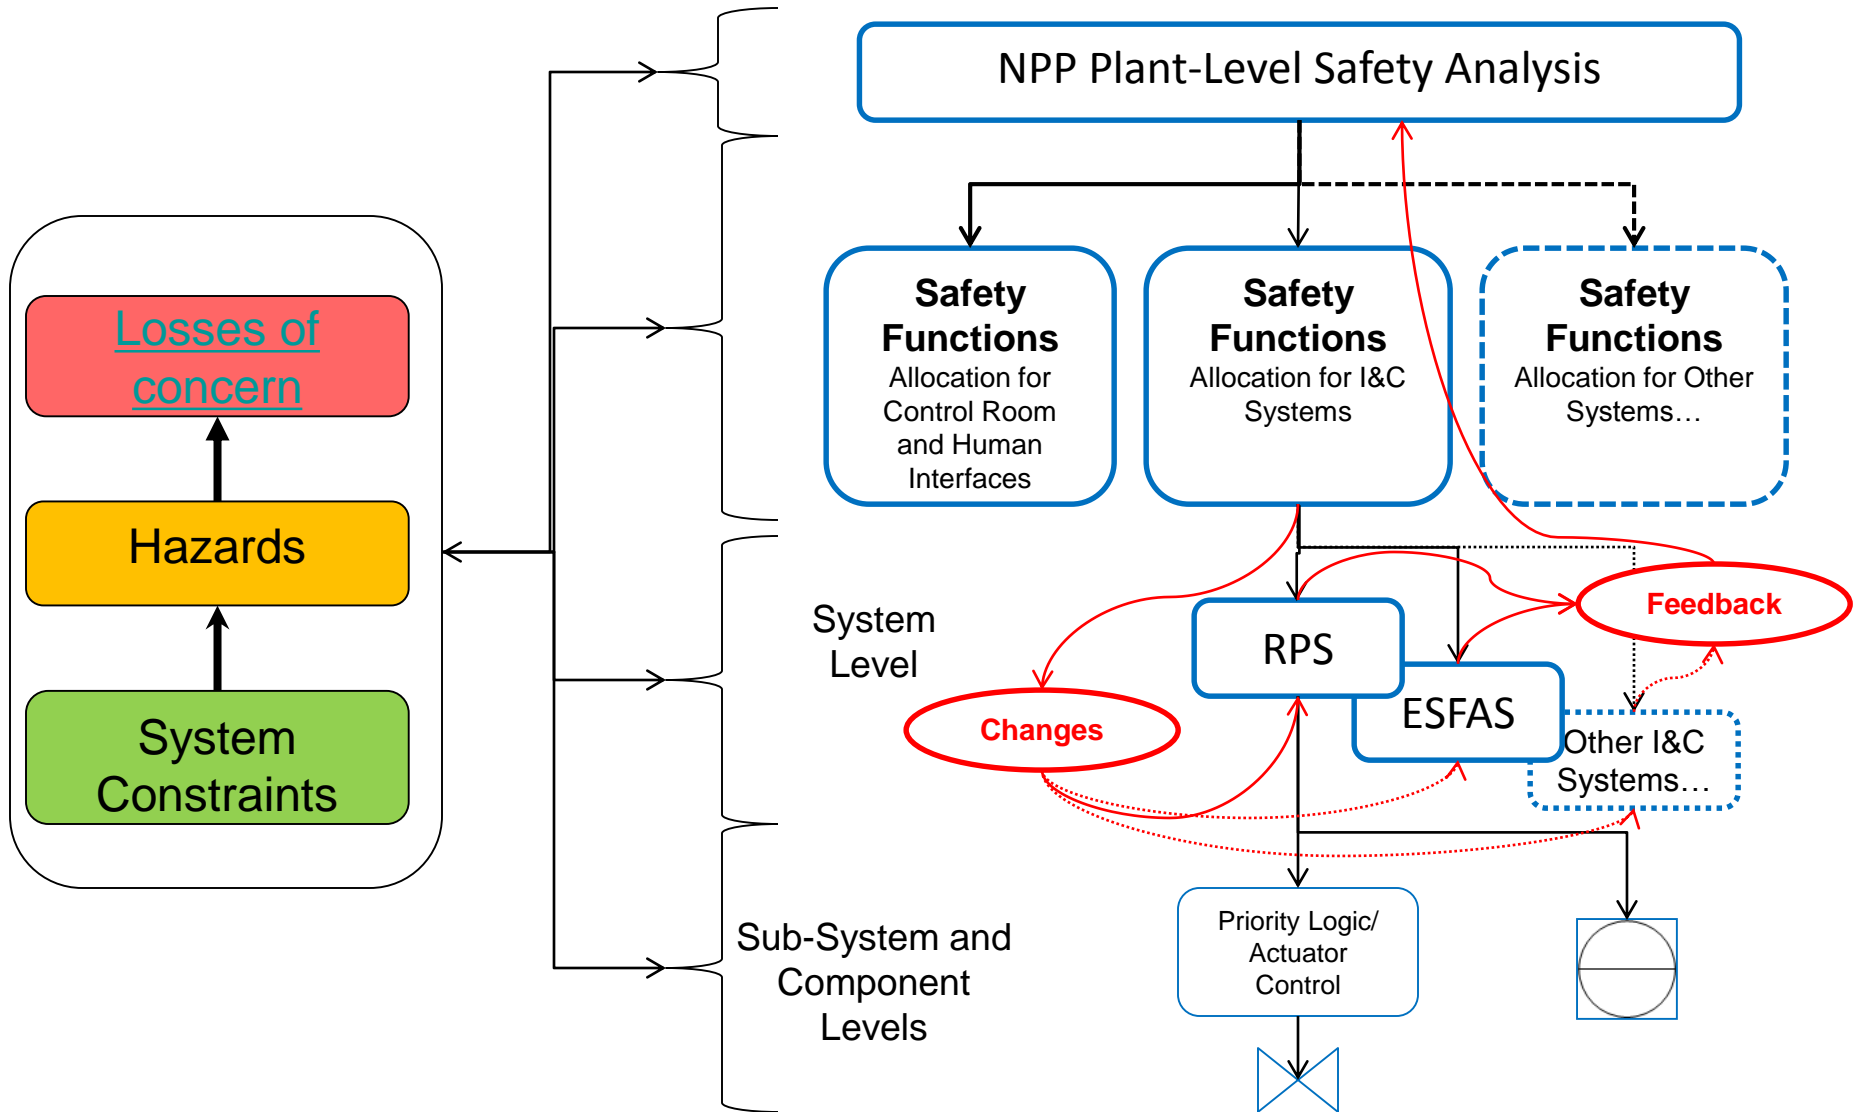 NPP Plant-Level Safety Analysis
Losses of
concern
Hazards
System
Constraints
Safety
Functions
Allocation for
Control Room
and Human
Interfaces
Safety
Functions
Allocation for I&C
Systems
Safety
Functions
Allocation for Other
Systems…
System
Level
RPS
ESFAS
Other I&C
Systems…
Feedback
Changes
Sub-System and
Component
Levels
Priority Logic/
Actuator
Control